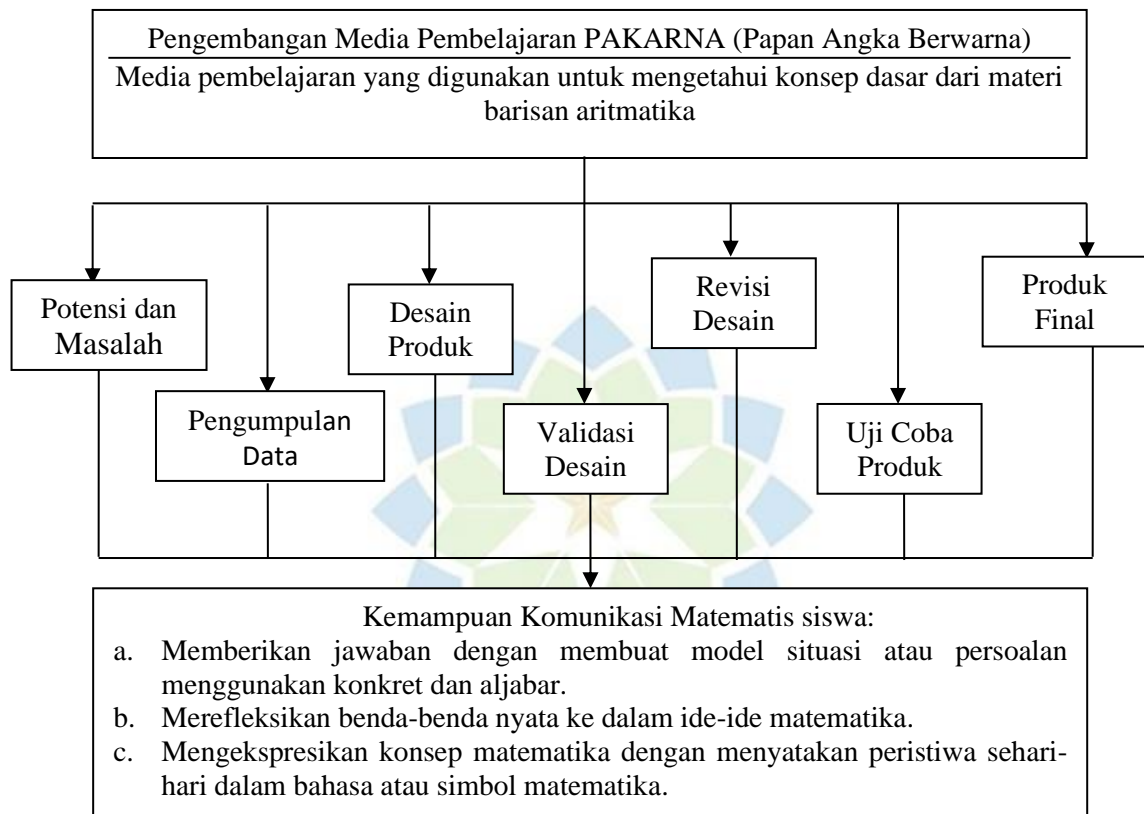 Pengembangan Media Pembelajaran PAKARNA (Papan Angka Berwarna)
Media pembelajaran yang digunakan untuk mengetahui konsep dasar dari materi
barisan aritmatika
Potensi dan
Masalah
Pengumpulan
Data
Desain
Produk
Validasi
Desain
Revisi
Desain
Uji Coba
Produk
Produk
Final
Kemampuan Komunikasi Matematis siswa:
a. Memberikan jawaban dengan membuat model situasi atau persoalan
menggunakan konkret dan aljabar.
b. Merefleksikan benda-benda nyata ke dalam ide-ide matematika.
c. Mengekspresikan konsep matematika dengan menyatakan peristiwa sehari-
hari dalam bahasa atau simbol matematika.